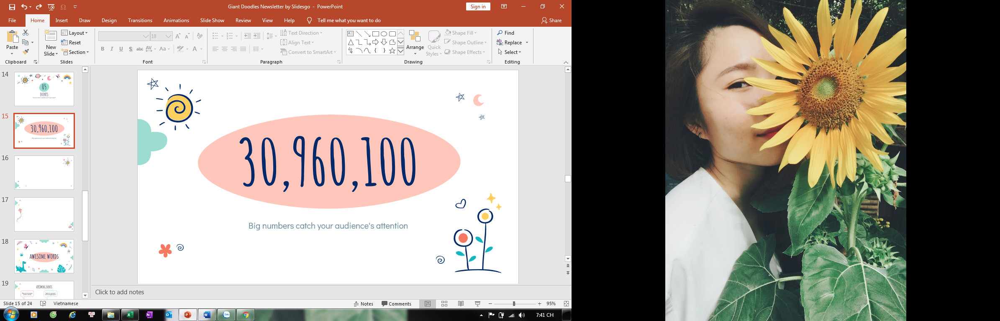 Giant Doodles Newsletter by Slidesgo - PowerPoint
Sign in
File Home Insert Draw Design Transitions Animations Slide Show Review View Help Tell me what you want to do Share
Paste
New Slide
Layout
Reset
Section
18
B I U S abc AV Aa A
Text Direction
Align Text
Convert to SmartArt
Arrange
Quick Styles
Shape Fill
Shape Outline
Shape Effects
Find
Replace
Select
Clipboard Slides Font Paragraph Drawing Editing
14
05
EVENTS
15
30,960,100
16
17
18
AWESOME WORDS
19
UPCOMING EVENTS
30,960,100
Big numbers catch your audience's attention
Click to add notes
Slide 15 of 24 Vietnamese Notes Comments 95%
Zalo
7:41 CH